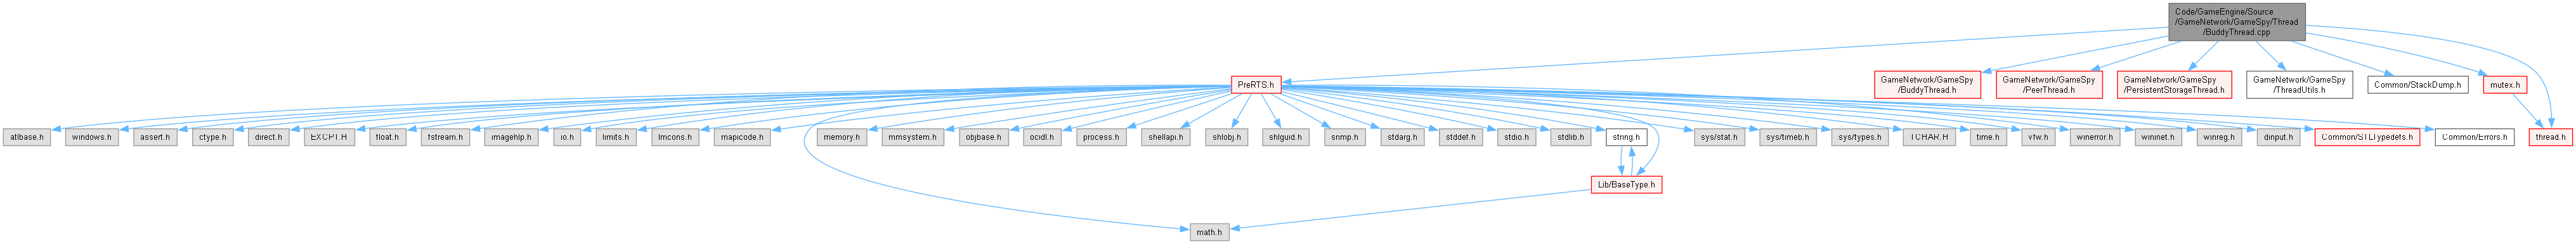 Code/GameEngine/Source
/GameNetwork/GameSpy/Thread
/BuddyThread.cpp
PreRTS.h
GameNetwork/GameSpy
/BuddyThread.h
GameNetwork/GameSpy
/PeerThread.h
GameNetwork/GameSpy
/PersistentStorageThread.h
GameNetwork/GameSpy
/ThreadUtils.h
Common/StackDump.h
mutex.h
atlbase.h
windows.h
assert.h
ctype.h
direct.h
EXCPT.H
float.h
fstream.h
imagehlp.h
io.h
limits.h
lmcons.h
mapicode.h
memory.h
mmsystem.h
objbase.h
ocidl.h
process.h
shellapi.h
shlobj.h
shlguid.h
snmp.h
stdarg.h
stddef.h
stdio.h
stdlib.h
string.h
sys/stat.h
sys/timeb.h
sys/types.h
TCHAR.H
time.h
vfw.h
winerror.h
wininet.h
winreg.h
dinput.h
Common/STLTypedefs.h
Common/Errors.h
thread.h
Lib/BaseType.h
math.h